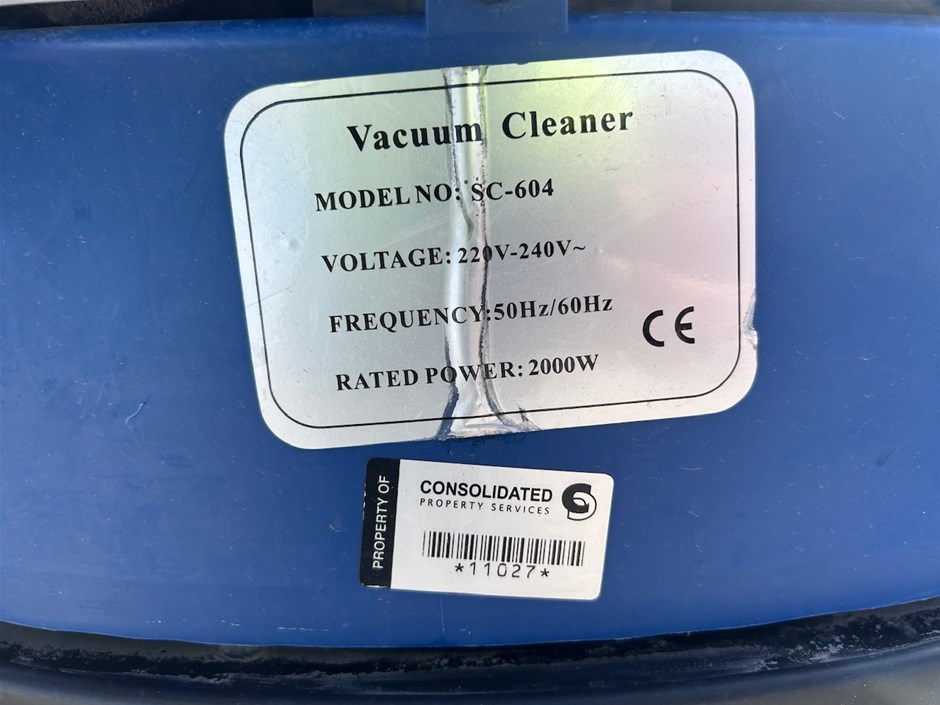 Vacuum Cleaner
MODEL NO: SC-604
VOLTAGE: 220V-240V~
FREQUENCY:50Hz/60Hz
CE
RATED POWER: 2000W
PROPERTY OF
CONSOLIDATED
PROPERTY SERVICES
*11027*